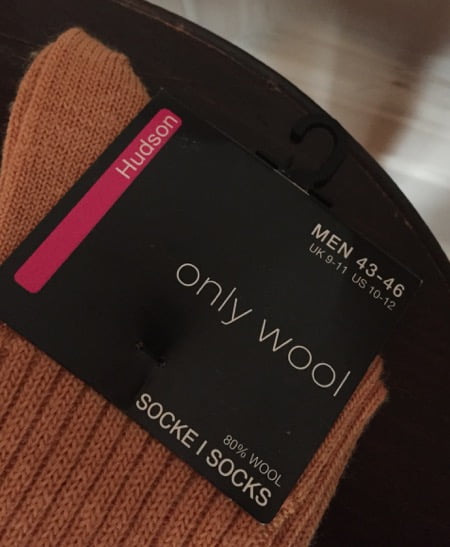 Hudson
MEN 43-46
UK 9-11 US 10-12
only wool
80% WOOL
SOCKE I SOCKS